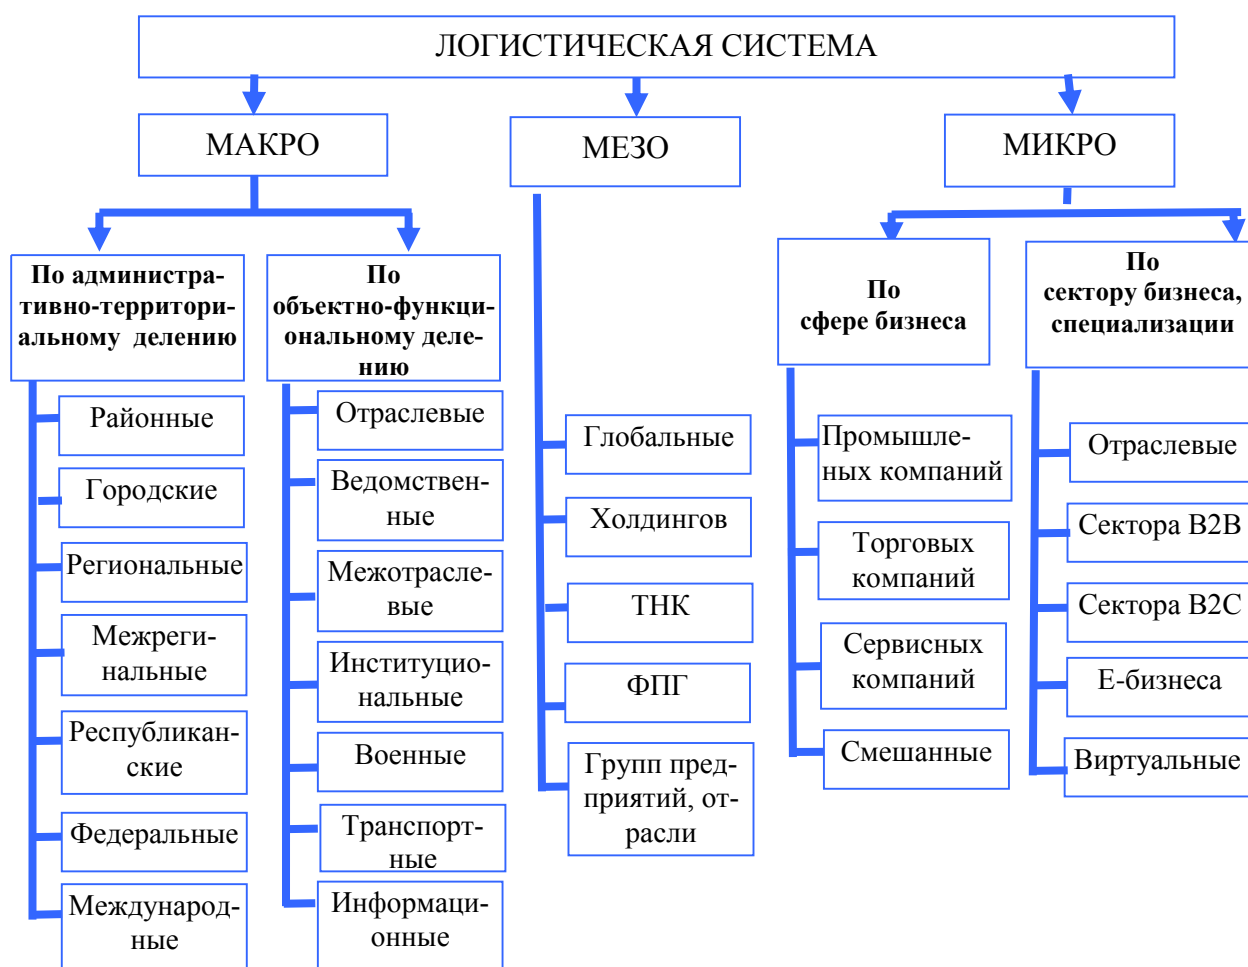 ЛОГИСТИЧЕСКАЯ СИСТЕМА
МАКРО
МЕЗО
МИКРО
По администра-
тивно-территори-
альному делению
По
объектно-функци-
ональному деле-
нию
По
сфере бизнеса
По
сектору бизнеса,
специализации
Районные
Городские
Региональные
Межреги-
нальные
Республикан-
ские
Федеральные
Международ-
ные
Отраслевые
Ведомствен-
ные
Межотрасле-
вые
Институцио-
нальные
Военные
Транспорт-
ные
Информаци-
онные
Глобальные
Холдингов
ТНК
ФПГ
Групп пред-
приятий, от-
расли
Промышле-
ных компаний
Торговых
компаний
Сервисных
компаний
Смешанные
Отраслевые
Сектора В2В
Сектора В2С
Е-бизнеса
Виртуальные